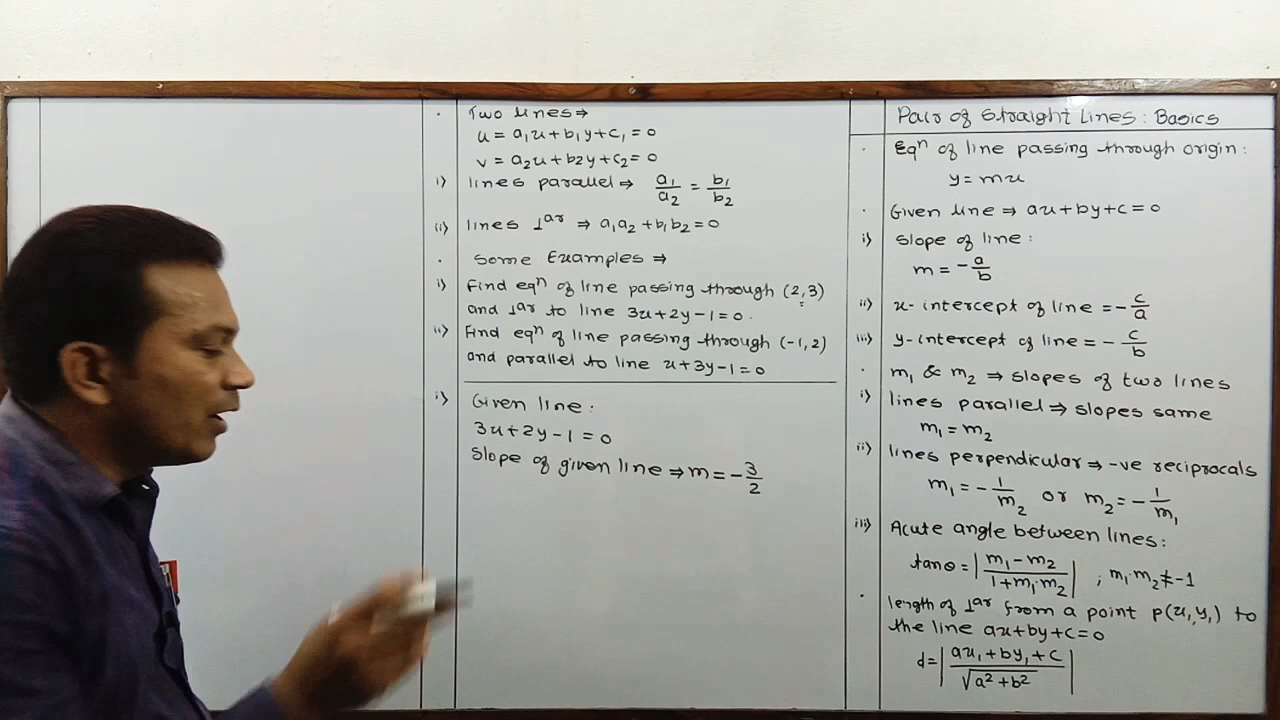 Pair of Straight Lines: Basics
· Eqⁿ of line passing through origin:
y = mx
· Given line ⇒ ax+by+c=0
i) slope of line:
m = -a/b
ii) x-intercept of line = -c/a
iii) y-intercept of line = -c/b
· m₁ & m₂ ⇒ slopes of two lines
i) lines parallel ⇒ slopes same
m₁ = m₂
ii) lines perpendicular ⇒ -ve reciprocals
m₁ = -1/m₂ or m₂ = -1/m₁
iii) Acute angle between lines:
tanθ = |(m₁-m₂)/(1+m₁·m₂)| ; m₁·m₂ ≠ -1
· length of ⊥ar from a point P(x₁,y₁) to
the line ax+by+c=0
d = |(ax₁+by₁+c)/√(a²+b²)|
· Two lines ⇒
u = a₁x+b₁y+c₁=0
v = a₂x+b₂y+c₂=0
i) lines parallel ⇒ a₁/a₂ = b₁/b₂
ii) lines ⊥ar ⇒ a₁a₂+b₁b₂=0
· Some Examples ⇒
i) Find eqⁿ of line passing through (2,3)
and ⊥ar to line 3x+2y-1=0.
ii) Find eqⁿ of line passing through (-1,2)
and parallel to line x+3y-1=0
i) Given line:
3x+2y-1=0
Slope of given line ⇒ m = -3/2